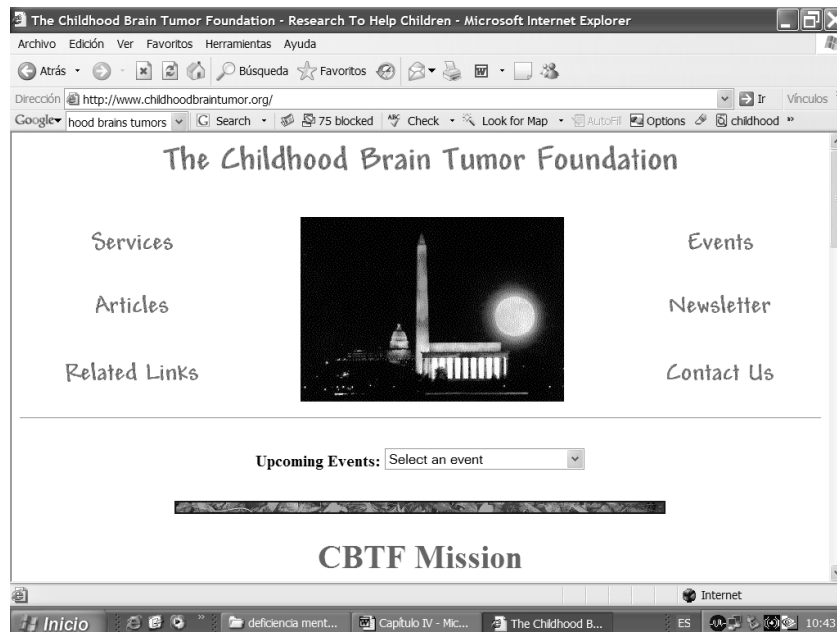 The Childhood Brain Tumor Foundation - Research To Help Children - Microsoft Internet Explorer
Archivo Edición Ver Favoritos Herramientas Ayuda
Atrás Búsqueda Favoritos
Dirección http://www.childhoodbraintumor.org/ Ir Vínculos
Google hood brains tumors Search 75 blocked Check Look for Map AutoFill Options childhood
The Childhood Brain Tumor Foundation
Services Events
Articles Newsletter
Related Links Contact Us
Upcoming Events: Select an event
CBTF Mission
Internet
Inicio deficiencia ment... Capítulo IV - Mic... The Childhood B... ES 10:43